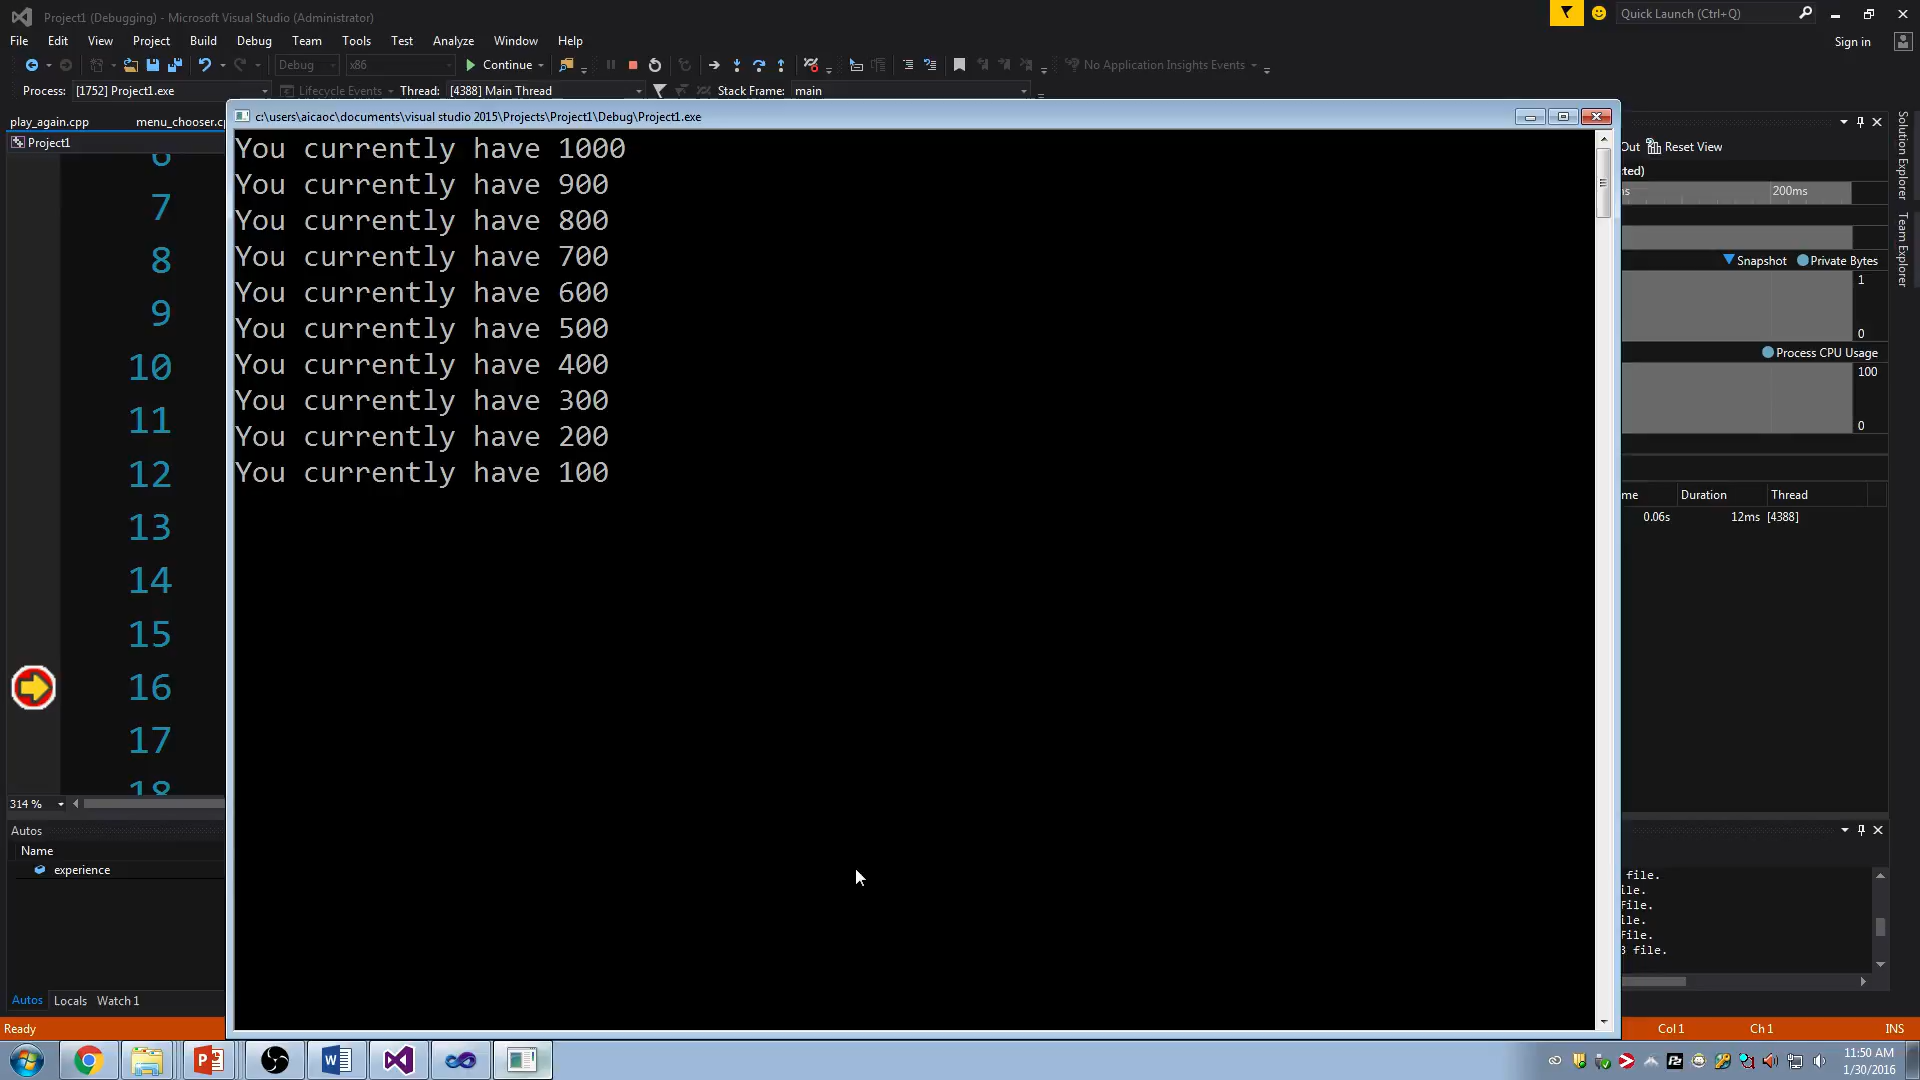 Project1 (Debugging) - Microsoft Visual Studio (Administrator)
Quick Launch (Ctrl+Q)
File Edit View Project Build Debug Team Tools Test Analyze Window Help
Sign in
Debug x86 Continue No Application Insights Events
Process: [1752] Project1.exe Lifecycle Events Thread: [4388] Main Thread Stack Frame: main
play_again.cpp menu_chooser.c
Project1
c:\users\aicaoc\documents\visual studio 2015\Projects\Project1\Debug\Project1.exe
You currently have 1000
You currently have 900
You currently have 800
You currently have 700
You currently have 600
You currently have 500
You currently have 400
You currently have 300
You currently have 200
You currently have 100
6
7
8
9
10
11
12
13
14
15
16
17
18
314 %
Autos
Name
experience
Autos Locals Watch 1
Out Reset View
200ms
Snapshot Private Bytes
1
0
Process CPU Usage
100
0
Duration Thread
0.06s 12ms [4388]
file.
file.
file.
file.
Solution Explorer
Team Explorer
Ready Col 1 Ch 1 INS
11:50 AM
1/30/2016